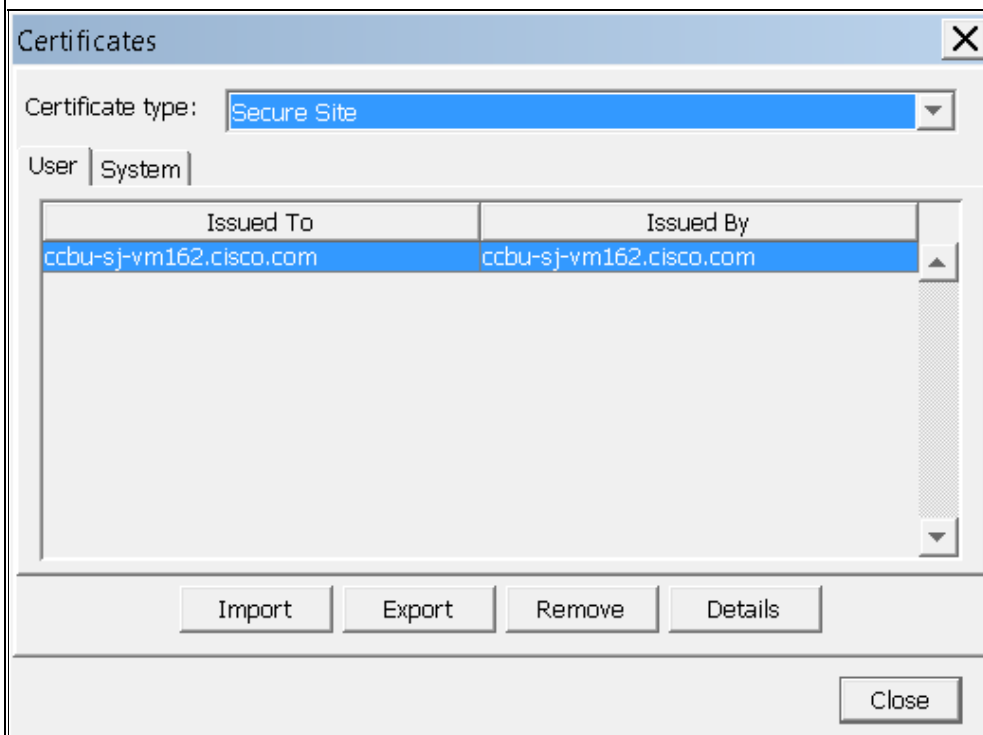 Certificates
Certificate type: Secure Site
User System
Issued To Issued By
ccbu-sj-vm162.cisco.com ccbu-sj-vm162.cisco.com
Import Export Remove Details
Close